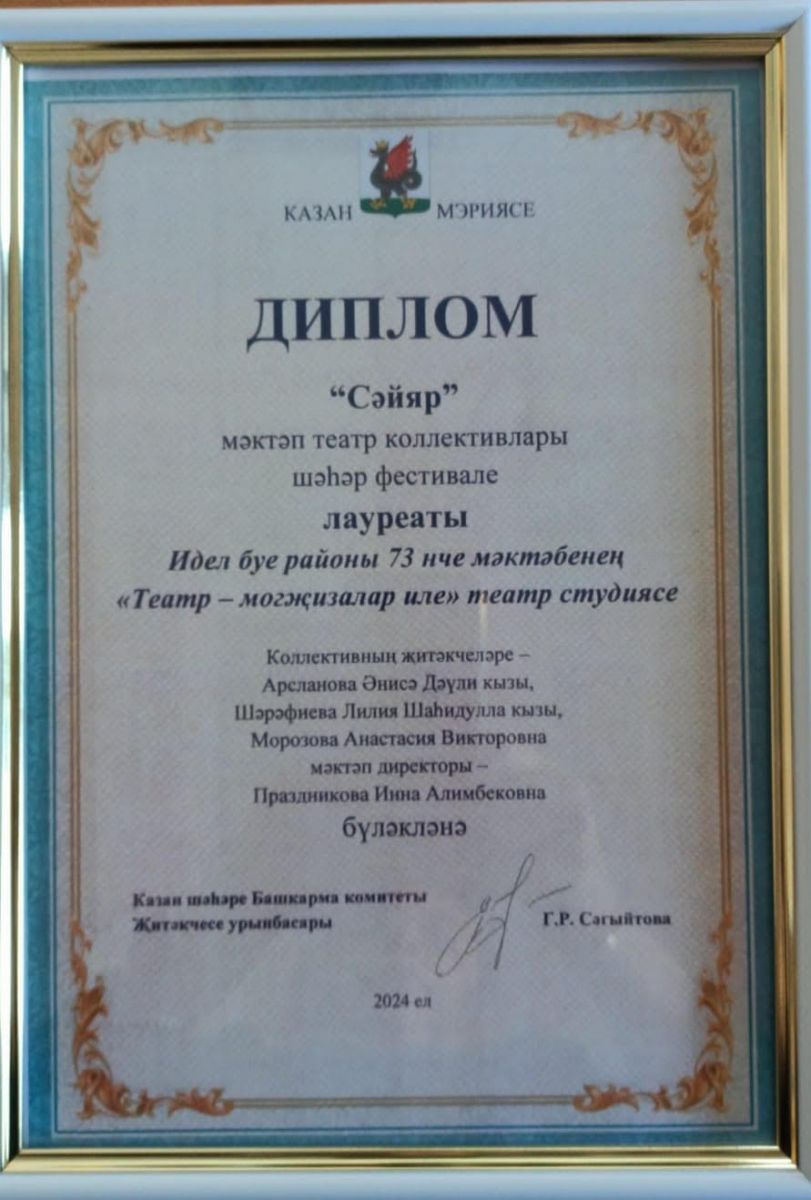 КАЗАН МЭРИЯСЕ
ДИПЛОМ
“Сәйяр”
мәктәп театр коллективлары
шәһәр фестивале
лауреаты
Идел буе районы 73 нче мәктәбенең
«Театр – могҗизалар иле» театр студиясе
Коллективның җитәкчеләре –
Арсланова Әнисә Дәүли кызы,
Шәрәфиева Лилия Шаһидулла кызы,
Морозова Анастасия Викторовна
мәктәп директоры –
Праздникова Инна Алимбековна
бүләкләнә
Казан шәһәре Башкарма комитеты
Җитәкчесе урынбасары
Г.Р. Сәгыйтова
2024 ел